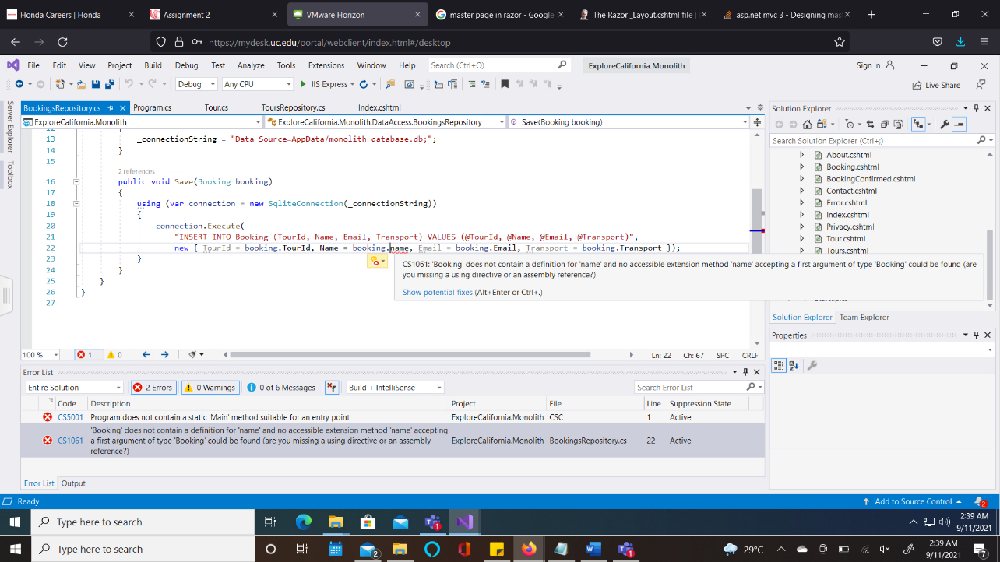 Honda Careers | Honda
Assignment 2
VMware Horizon
master page in razor - Google
The Razor _Layout.cshtml file |
asp.net mvc 3 - Designing mast
https://mydesk.uc.edu/portal/webclient/index.html#/desktop
File Edit View Project Build Debug Test Analyze Tools Extensions Window Help Search (Ctrl+Q) ExploreCalifornia.Monolith Sign in
Debug Any CPU IIS Express Live Share
Server Explorer
Toolbox
BookingsRepository.cs Program.cs Tour.cs ToursRepository.cs Index.cshtml
ExploreCalifornia.Monolith ExploreCalifornia.Monolith.DataAccess.BookingsRepository Save(Booking booking)
12 {
13 _connectionString = "Data Source=AppData/monolith-database.db;";
14 }
15
2 references
16 public void Save(Booking booking)
17 {
18 using (var connection = new SqliteConnection(_connectionString))
19 {
20 connection.Execute(
21 "INSERT INTO Booking (TourId, Name, Email, Transport) VALUES (@TourId, @Name, @Email, @Transport)",
22 new { TourId = booking.TourId, Name = booking.name, Email = booking.Email, Transport = booking.Transport });
23 }
24 }
25 }
26 }
27
CS1061: 'Booking' does not contain a definition for 'name' and no accessible extension method 'name' accepting a first argument of type 'Booking' could be found (are
you missing a using directive or an assembly reference?)
Show potential fixes (Alt+Enter or Ctrl+.)
100 % 1 0 Ln: 22 Ch: 67 SPC CRLF
Solution Explorer
Search Solution Explorer (Ctrl+;)
About.cshtml
Booking.cshtml
BookingConfirmed.cshtml
Contact.cshtml
Error.cshtml
Index.cshtml
Privacy.cshtml
Tour.cshtml
Tours.cshtml
Solution Explorer Team Explorer
Properties
Error List
Entire Solution 2 Errors 0 Warnings 0 of 6 Messages Build + IntelliSense Search Error List
Code Description Project File Line Suppression State
CS5001 Program does not contain a static 'Main' method suitable for an entry point ExploreCalifornia.Monolith CSC 1 Active
CS1061 'Booking' does not contain a definition for 'name' and no accessible extension method 'name' accepting
a first argument of type 'Booking' could be found (are you missing a using directive or an assembly
reference?) ExploreCalifornia.Monolith BookingsRepository.cs 22 Active
Error List Output
Ready Add to Source Control 2
Type here to search 1 2:39 AM
9/11/2021
Type here to search 2 1 29°C 2:39 AM
9/11/2021 7